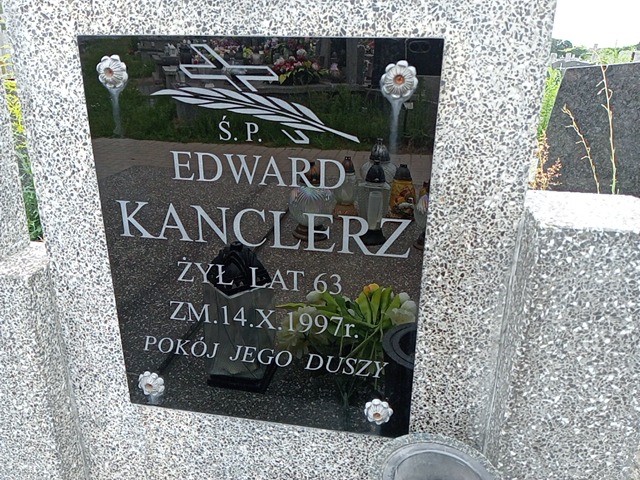 Ś.P.
EDWARD
KANCLERZ
ŻYŁ LAT 63
ZM.14.X.1997r.
POKÓJ JEGO DUSZY